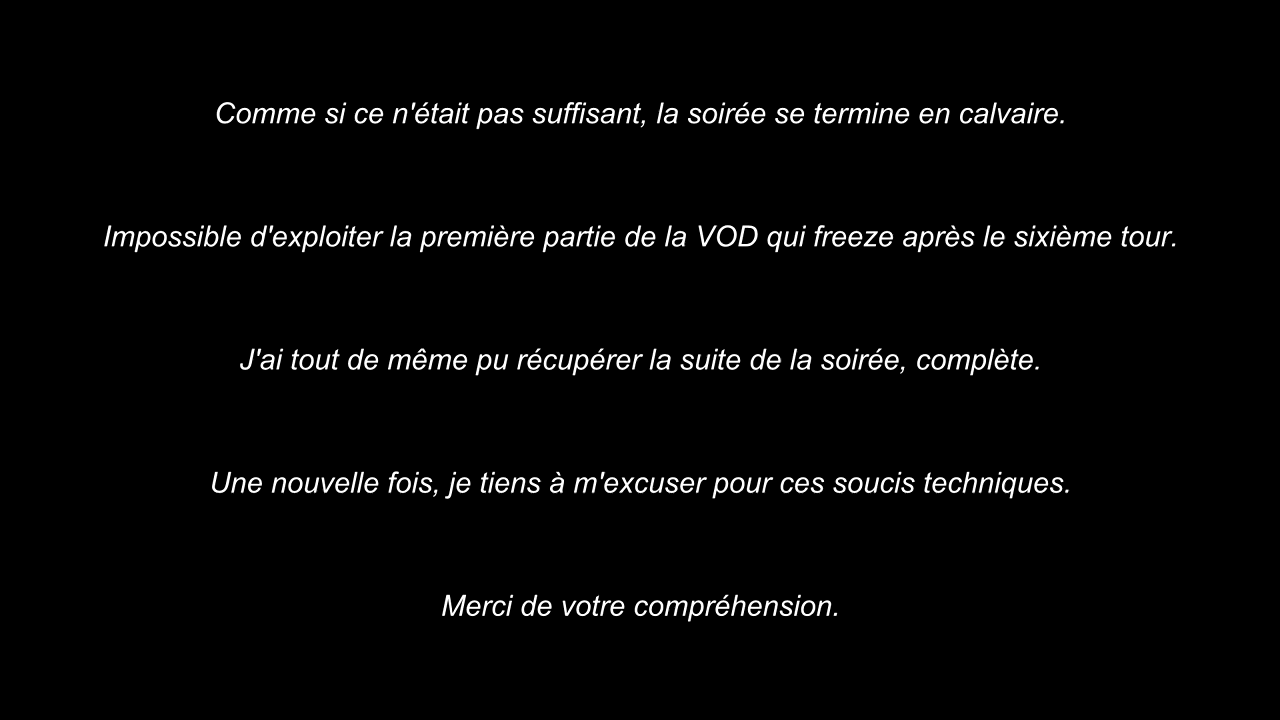 Comme si ce n'était pas suffisant, la soirée se termine en calvaire.
Impossible d'exploiter la première partie de la VOD qui freeze après le sixième tour.
J'ai tout de même pu récupérer la suite de la soirée, complète.
Une nouvelle fois, je tiens à m'excuser pour ces soucis techniques.
Merci de votre compréhension.